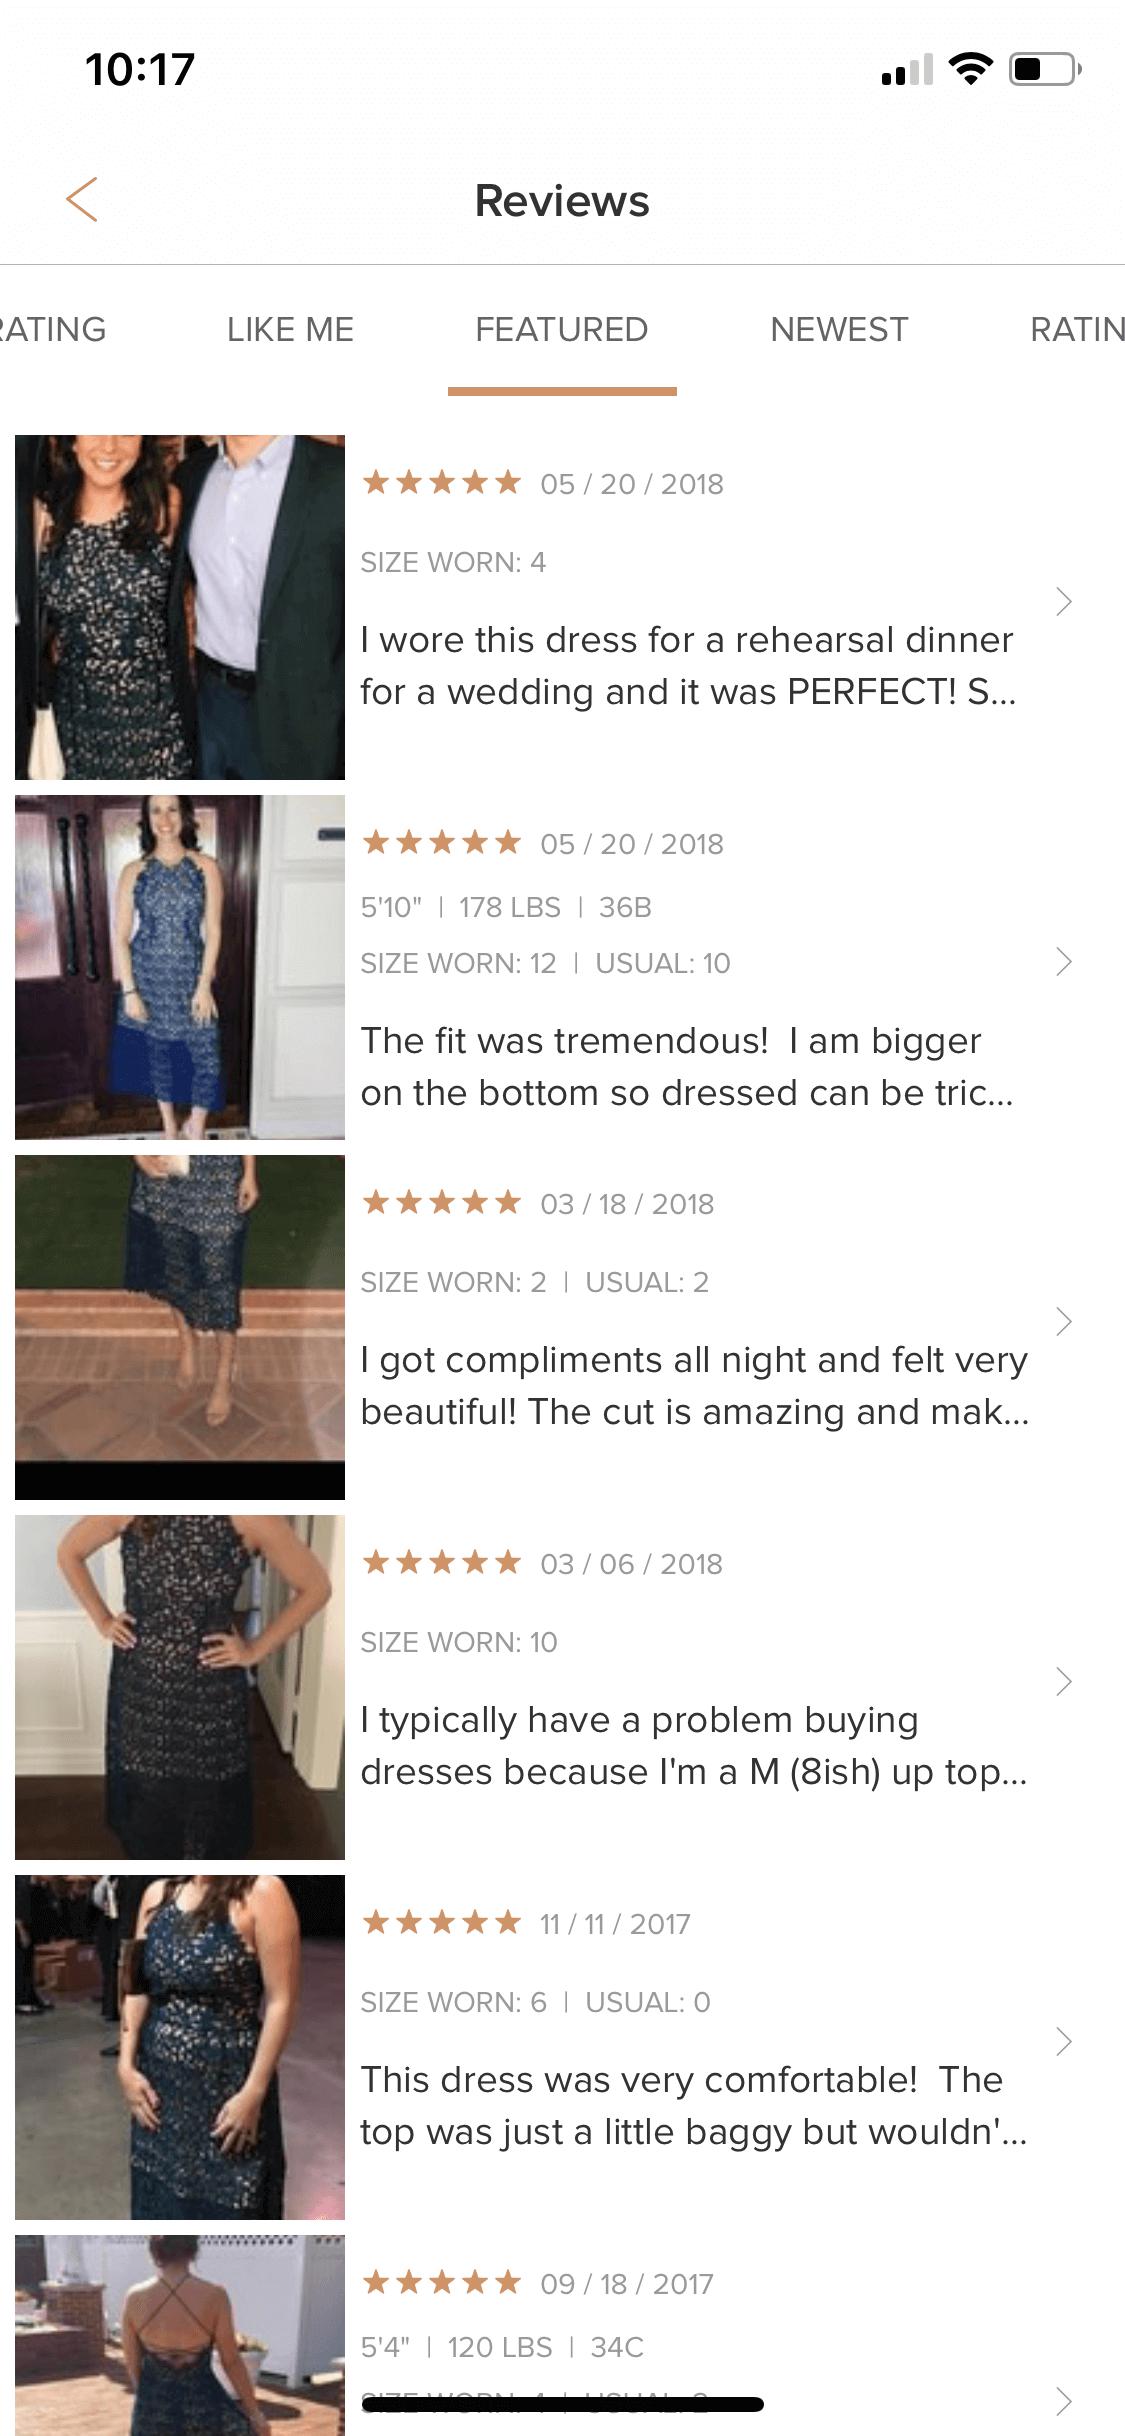 10:17
Reviews
RATING LIKE ME FEATURED NEWEST RATIN
05 / 20 / 2018
SIZE WORN: 4
I wore this dress for a rehearsal dinner
for a wedding and it was PERFECT! S...
05 / 20 / 2018
5'10" | 178 LBS | 36B
SIZE WORN: 12 | USUAL: 10
The fit was tremendous!  I am bigger
on the bottom so dressed can be tric...
03 / 18 / 2018
SIZE WORN: 2 | USUAL: 2
I got compliments all night and felt very
beautiful! The cut is amazing and mak...
03 / 06 / 2018
SIZE WORN: 10
I typically have a problem buying
dresses because I'm a M (8ish) up top...
11 / 11 / 2017
SIZE WORN: 6 | USUAL: 0
This dress was very comfortable!  The
top was just a little baggy but wouldn'...
09 / 18 / 2017
5'4" | 120 LBS | 34C
SIZE WORN: | USUAL: